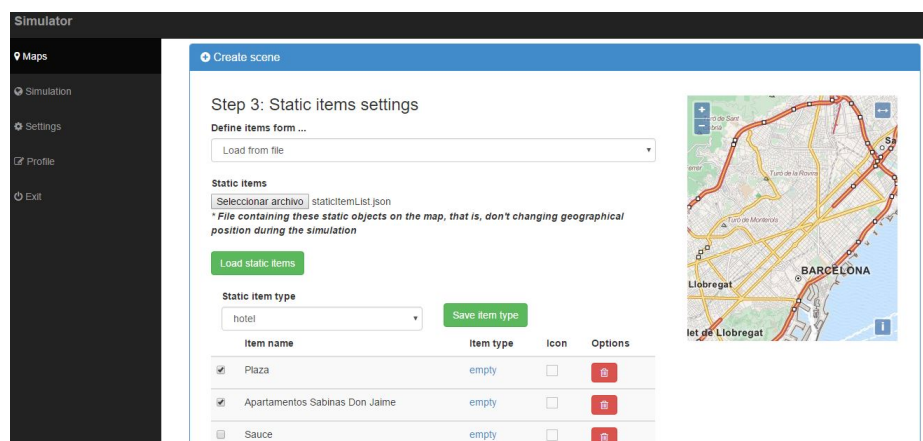 Simulator
Maps
Simulation
Settings
Profile
Exit
Create scene
Step 3: Static items settings
Define items form ...
Load from file
Static items
Seleccionar archivo staticItemList.json
* File containing these static objects on the map, that is, don't changing geographical
position during the simulation
Load static items
Static item type
hotel
Save item type
Item name Item type Icon Options
Plaza empty
Apartamentos Sabinas Don Jaime empty
Sauce empty
+
−
ró de Sant
Sa
Turó de la Rovira
Turó de Monterols
BARCELONA
Llobregat
let de Llobregat
i